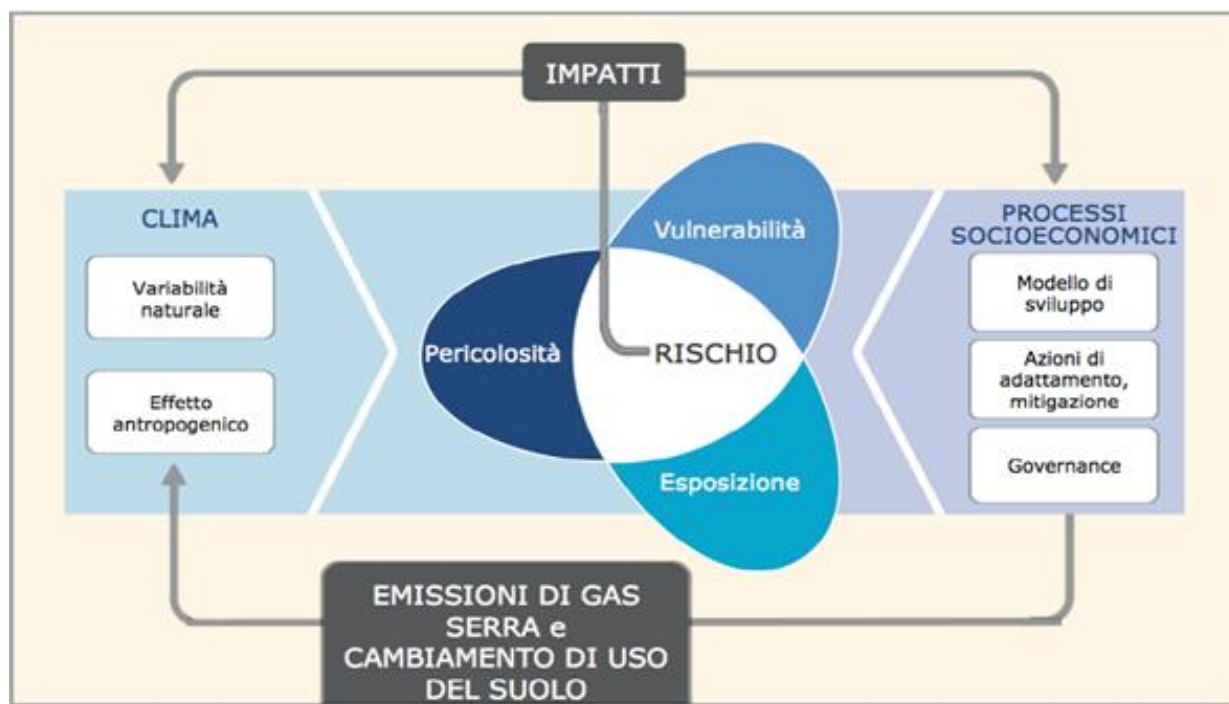 IMPATTI
CLIMA
Variabilità
naturale
Effetto
antropogenico
Vulnerabilità
Pericolosità
RISCHIO
Esposizione
PROCESSI
SOCIOECONOMICI
Modello di
sviluppo
Azioni di
adattamento,
mitigazione
Governance
EMISSIONI DI GAS
SERRA e
CAMBIAMENTO DI USO
DEL SUOLO